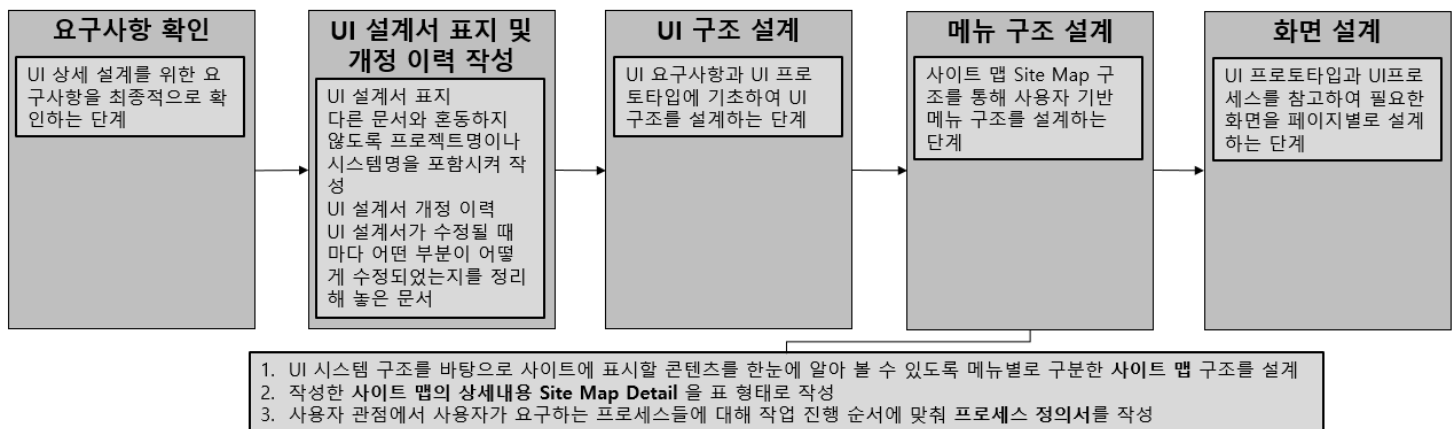 요구사항 확인
UI 상세 설계를 위한 요
구사항을 최종적으로 확
인하는 단계
UI 설계서 표지 및
개정 이력 작성
UI 설계서 표지
다른 문서와 혼동하지
않도록 프로젝트명이나
시스템명을 포함시켜 작
성
UI 설계서 개정 이력
UI 설계서가 수정될 때
마다 어떤 부분이 어떻
게 수정되었는지를 정리
해 놓은 문서
UI 구조 설계
UI 요구사항과 UI 프로
토타입에 기초하여 UI
구조를 설계하는 단계
메뉴 구조 설계
사이트 맵 Site Map 구
조를 통해 사용자 기반
메뉴 구조를 설계하는
단계
화면 설계
UI 프로토타입과 UI프로
세스를 참고하여 필요한
화면을 페이지별로 설계
하는 단계
1. UI 시스템 구조를 바탕으로 사이트에 표시할 콘텐츠를 한눈에 알아 볼 수 있도록 메뉴별로 구분한 사이트 맵 구조를 설계
2. 작성한 사이트 맵의 상세내용 Site Map Detail 을 표 형태로 작성
3. 사용자 관점에서 사용자가 요구하는 프로세스들에 대해 작업 진행 순서에 맞춰 프로세스 정의서를 작성